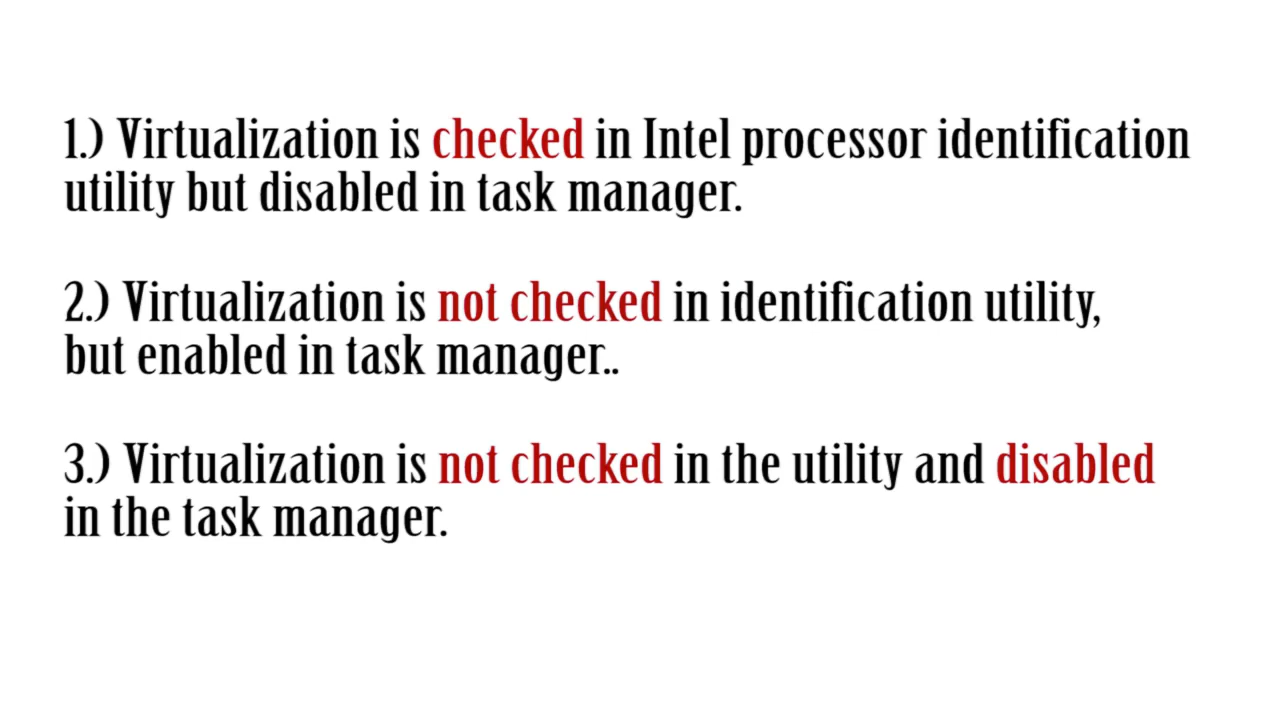 1.) Virtualization is checked in Intel processor identification
utility but disabled in task manager.
2.) Virtualization is not checked in identification utility,
but enabled in task manager..
3.) Virtualization is not checked in the utility and disabled
in the task manager.